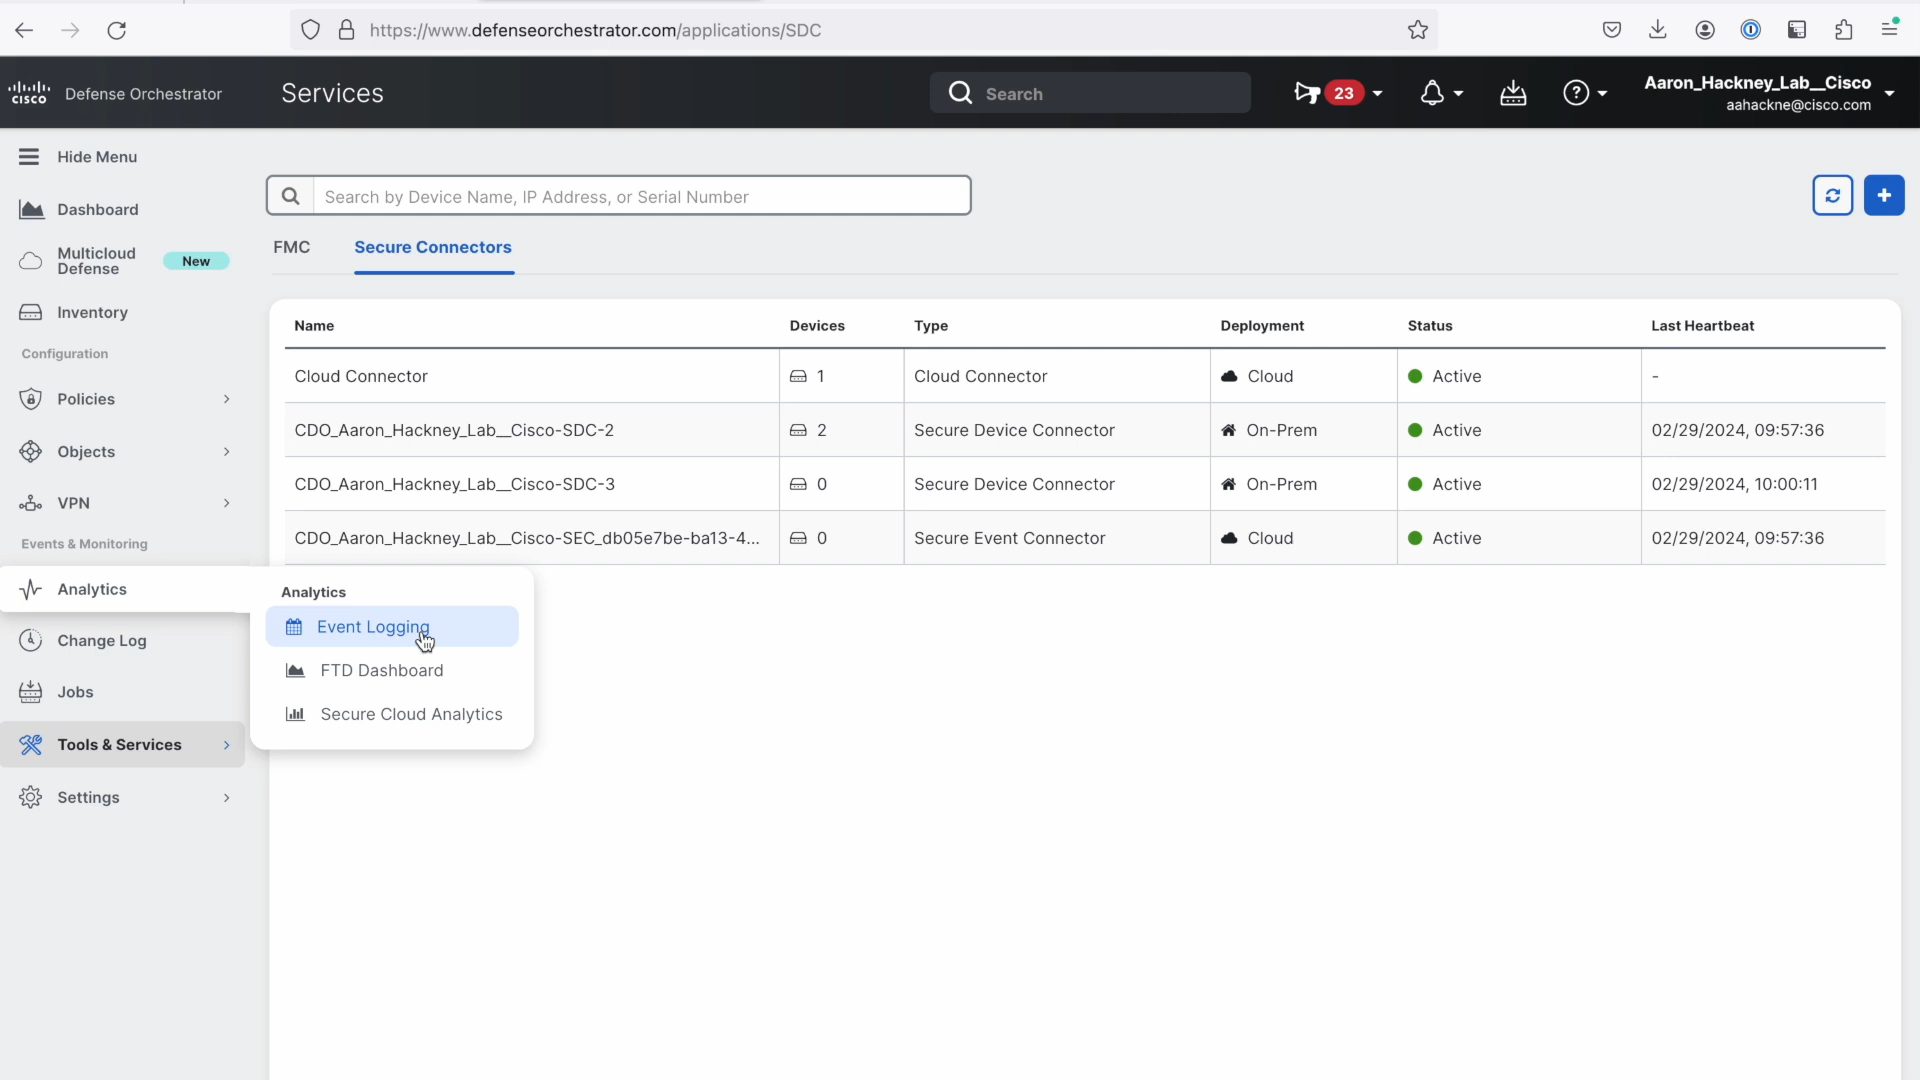 https://www.defenseorchestrator.com/applications/SDC
CISCO Defense Orchestrator
Services
Search
23
Aaron_Hackney_Lab__Cisco
aahackne@cisco.com
Hide Menu
Dashboard
Multicloud
Defense
New
Inventory
Configuration
Policies
Objects
VPN
Events & Monitoring
Analytics
Change Log
Jobs
Tools & Services
Settings
Search by Device Name, IP Address, or Serial Number
FMC Secure Connectors
Name Devices Type Deployment Status Last Heartbeat
Cloud Connector 1 Cloud Connector Cloud Active -
CDO_Aaron_Hackney_Lab__Cisco-SDC-2 2 Secure Device Connector On-Prem Active 02/29/2024, 09:57:36
CDO_Aaron_Hackney_Lab__Cisco-SDC-3 0 Secure Device Connector On-Prem Active 02/29/2024, 10:00:11
CDO_Aaron_Hackney_Lab__Cisco-SEC_db05e7be-ba13-4... 0 Secure Event Connector Cloud Active 02/29/2024, 09:57:36
Analytics
Event Logging
FTD Dashboard
Secure Cloud Analytics